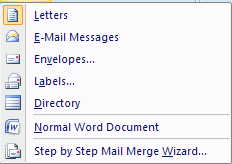 Letters
E-Mail Messages
Envelopes...
Labels...
Directory
Normal Word Document
Step by Step Mail Merge Wizard...